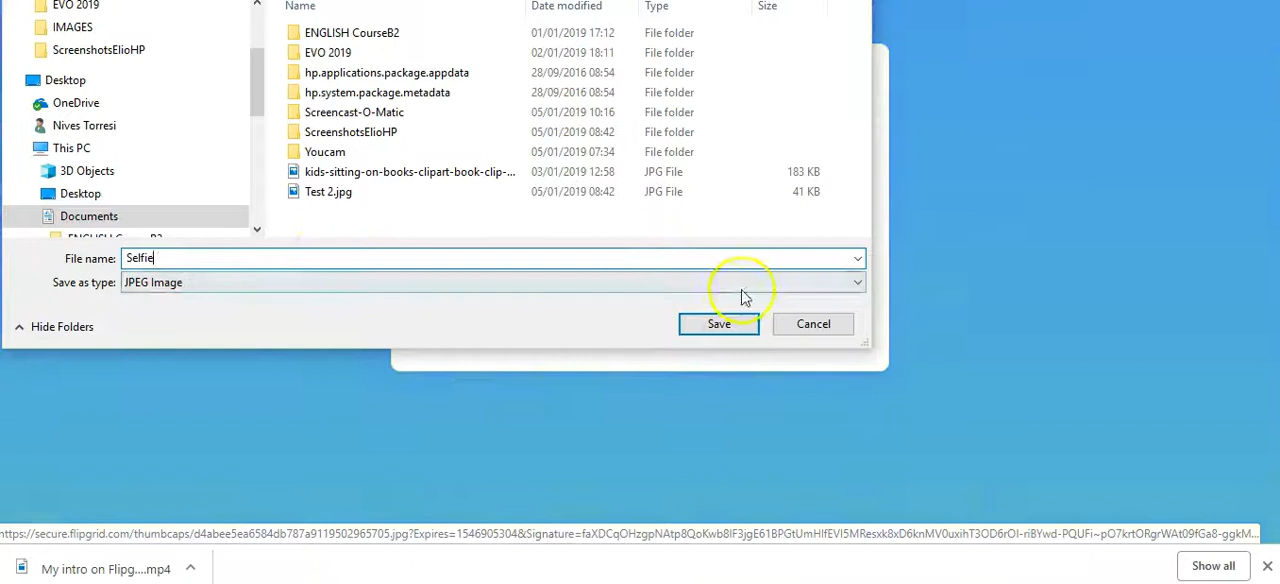 EVO 2019
IMAGES
ScreenshotsElioHP
Desktop
OneDrive
Nives Torresi
This PC
3D Objects
Desktop
Documents
Name Date modified Type Size
ENGLISH CourseB2 01/01/2019 17:12 File folder
EVO 2019 02/01/2019 18:11 File folder
hp.applications.package.appdata 28/09/2016 08:54 File folder
hp.system.package.metadata 28/09/2016 08:54 File folder
Screencast-O-Matic 05/01/2019 10:16 File folder
ScreenshotsElioHP 05/01/2019 08:42 File folder
Youcam 05/01/2019 07:34 File folder
kids-sitting-on-books-clipart-book-clip-... 03/01/2019 12:58 JPG File 183 KB
Test 2.jpg 05/01/2019 08:42 JPG File 41 KB
File name: Selfie
Save as type: JPEG Image
Hide Folders Save Cancel
My intro on Flipg....mp4 Show all